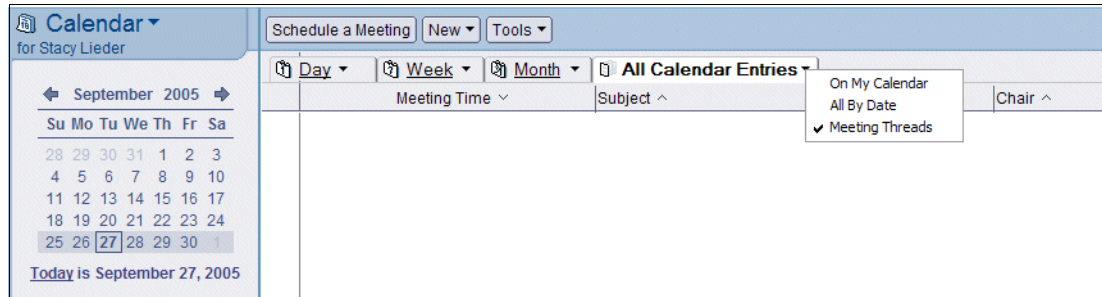 Calendar
for Stacy Lieder
Schedule a Meeting New Tools
Day Week Month All Calendar Entries
On My Calendar
All By Date
Meeting Threads
Meeting Time Subject Chair
September 2005
Su Mo Tu We Th Fr Sa
28 29 30 31 1 2 3
4 5 6 7 8 9 10
11 12 13 14 15 16 17
18 19 20 21 22 23 24
25 26 27 28 29 30 1
Today is September 27, 2005